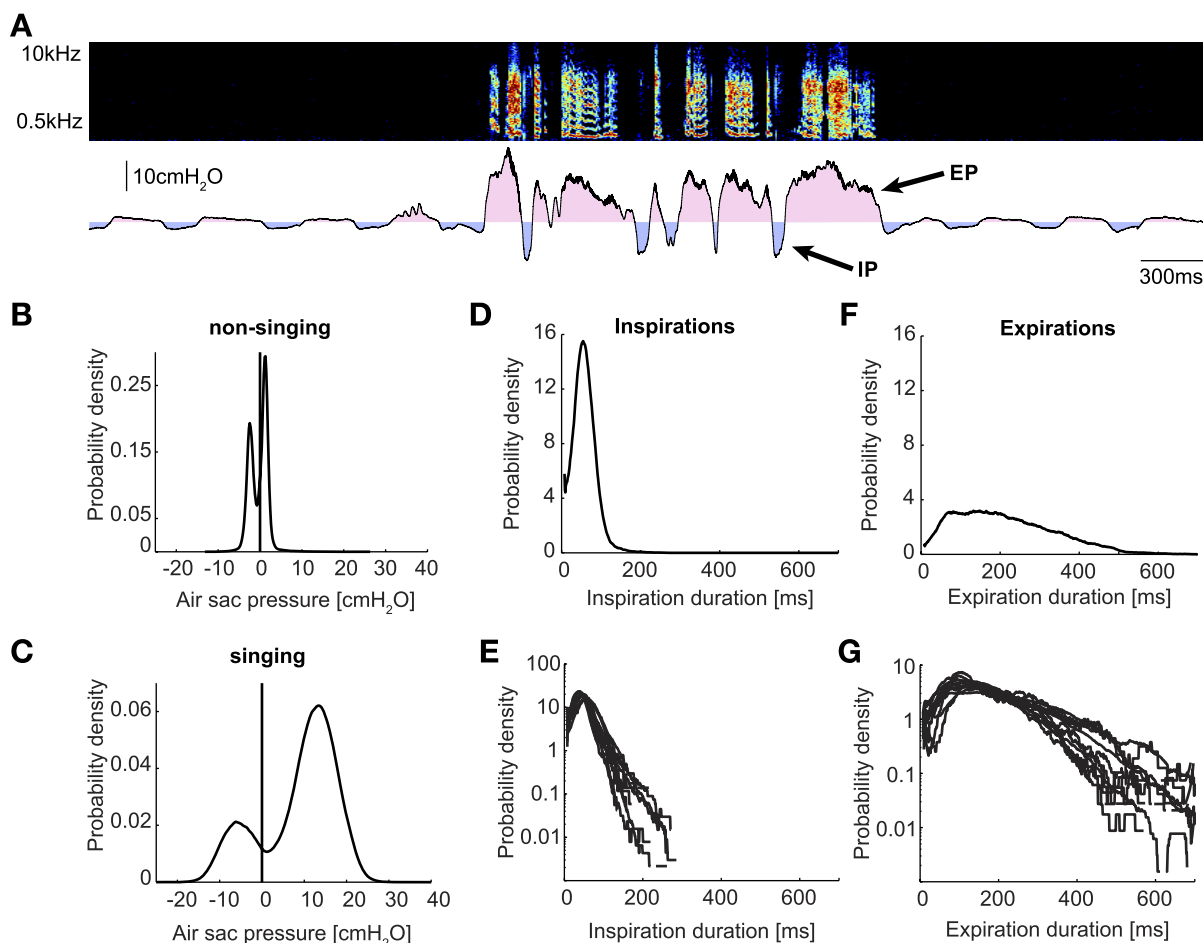 A
10kHz
0.5kHz
10cmH₂O
EP
IP
300ms
B
non-singing
Probability density
0.25
0.15
0.05
0
-20 -10 0 10 20 30 40
Air sac pressure [cmH₂O]
C
singing
Probability density
0.06
0.04
0.02
0
-20 -10 0 10 20 30 40
Air sac pressure [cmH₂O]
D
Inspirations
Probability density
16
12
8
4
0
0 200 400 600
Inspiration duration [ms]
E
Probability density
100
10
1
0.1
0.01
0 200 400 600
Inspiration duration [ms]
F
Expirations
Probability density
16
12
8
4
0
0 200 400 600
Expiration duration [ms]
G
Probability density
10
1
0.1
0.01
0 200 400 600
Expiration duration [ms]